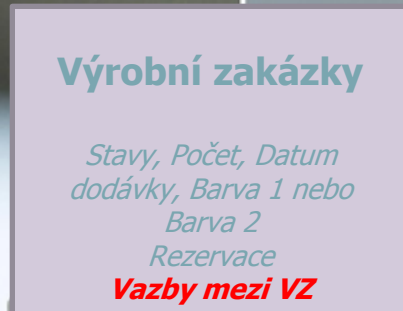 Výrobní zakázky
Stavy, Počet, Datum
dodávky, Barva 1 nebo
Barva 2
Rezervace
Vazby mezi VZ